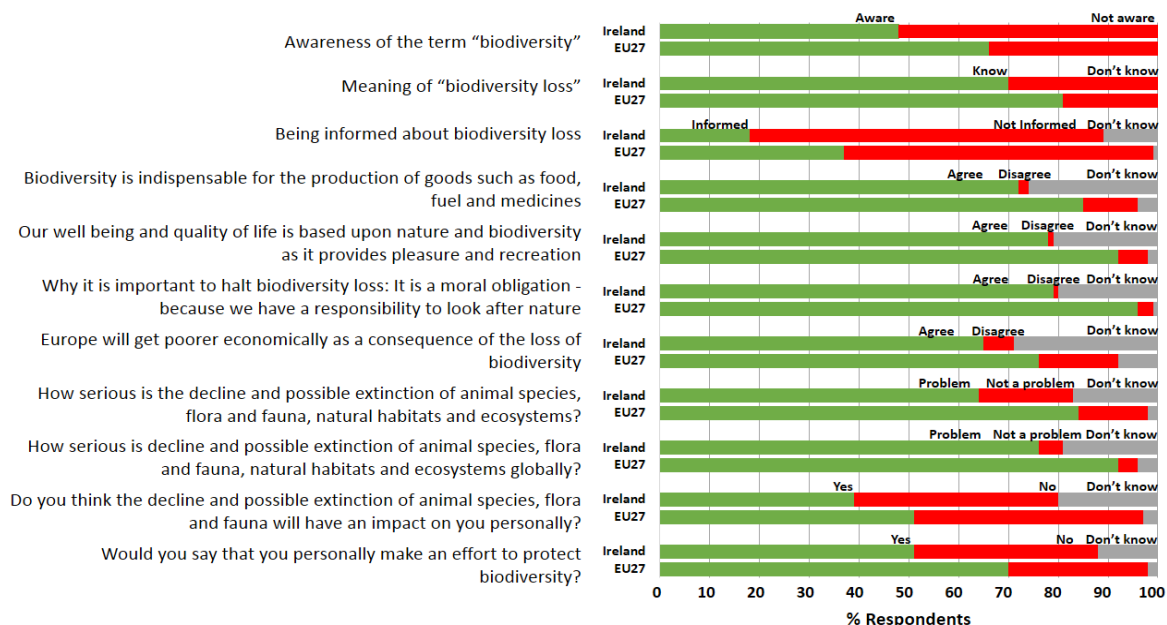 Aware Not aware
Awareness of the term “biodiversity”
Ireland
EU27
Know Don’t know
Meaning of “biodiversity loss”
Ireland
EU27
Informed Not Informed Don’t know
Being informed about biodiversity loss
Ireland
EU27
Biodiversity is indispensable for the production of goods such as food,
fuel and medicines
Agree Disagree Don’t know
Ireland
EU27
Our well being and quality of life is based upon nature and biodiversity
as it provides pleasure and recreation
Agree Disagree Don’t know
Ireland
EU27
Why it is important to halt biodiversity loss: It is a moral obligation -
because we have a responsibility to look after nature
Agree Disagree Don’t know
Ireland
EU27
Europe will get poorer economically as a consequence of the loss of
biodiversity
Agree Disagree Don’t know
Ireland
EU27
How serious is the decline and possible extinction of animal species,
flora and fauna, natural habitats and ecosystems?
Problem Not a problem Don’t know
Ireland
EU27
How serious is decline and possible extinction of animal species, flora
and fauna, natural habitats and ecosystems globally?
Problem Not a problem Don’t know
Ireland
EU27
Do you think the decline and possible extinction of animal species, flora
and fauna will have an impact on you personally?
Yes No Don’t know
Ireland
EU27
Would you say that you personally make an effort to protect
biodiversity?
Yes No Don’t know
Ireland
EU27
0 10 20 30 40 50 60 70 80 90 100
% Respondents